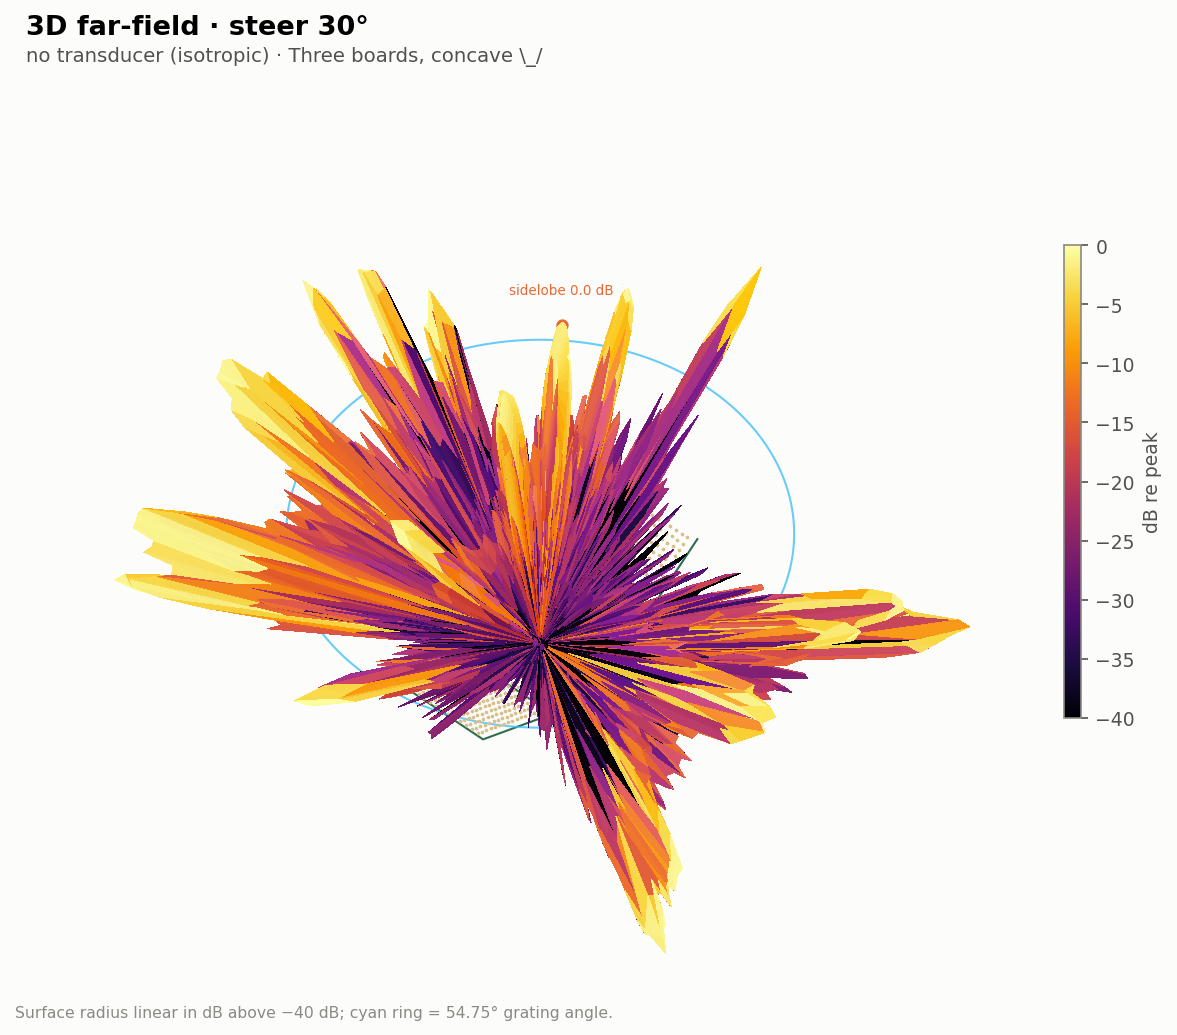 3D far-field · steer 30°
no transducer (isotropic) · Three boards, concave \_/
sidelobe 0.0 dB
0
−5
−10
−15
−20
−25
−30
−35
−40
dB re peak
Surface radius linear in dB above −40 dB; cyan ring = 54.75° grating angle.